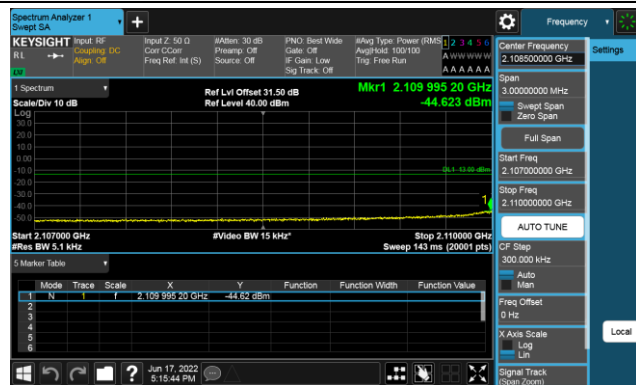 Spectrum Analyzer 1
Swept SA
Frequency
KEYSIGHT Input: RF Input Z: 50 Ω #Atten: 30 dB PNO: Best Wide #Avg Type: Power (RMS) 1 2 3 4 5 6
RL Coupling: DC Corr CCorr Preamp: Off Gate: Off Avg|Hold: 100/100 A W W W W W
Align: Off Freq Ref: Int (S) Source: Off IF Gain: Low Trig: Free Run
Sig Track: Off A A A A A A
Center Frequency
2.108500000 GHz
Settings
Span
3.00000000 MHz
Swept Span
Zero Span
Full Span
Start Freq
2.107000000 GHz
Stop Freq
2.110000000 GHz
AUTO TUNE
CF Step
300.000 kHz
Auto
Man
Freq Offset
0 Hz
X Axis Scale
Log
Lin
Signal Track
(Span Zoom)
Local
1 Spectrum
Scale/Div 10 dB
Ref Lvl Offset 31.50 dB
Ref Level 40.00 dBm
Mkr1 2.109 995 20 GHz
-44.623 dBm
Log
30.0
20.0
10.0
0.00
-10.0
-20.0
-30.0
-40.0
-50.0
DL1 -13.00 dBm
1
Start 2.107000 GHz #Video BW 15 kHz* Stop 2.110000 GHz
#Res BW 5.1 kHz Sweep 143 ms (20001 pts)
5 Marker Table
Mode Trace Scale X Y Function Function Width Function Value
1 N 1 f 2.109 995 20 GHz -44.62 dBm
2
3
4
5
6
Jun 17, 2022
5:15:44 PM